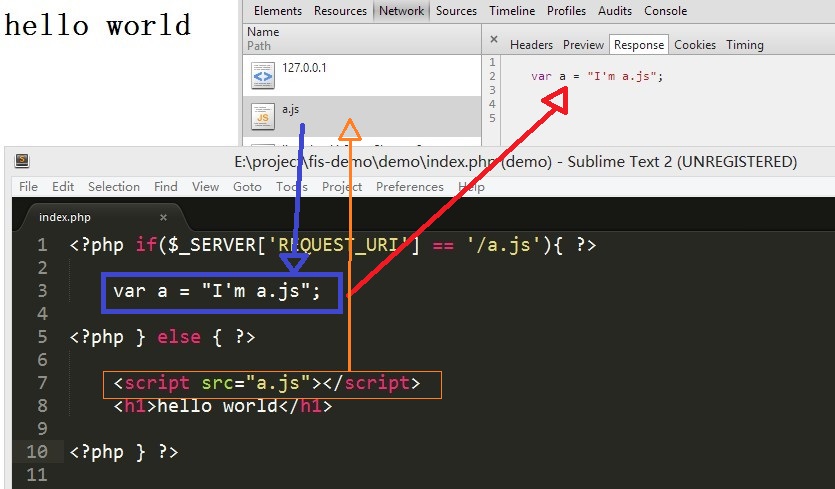 hello world
Elements Resources Network Sources Timeline Profiles Audits Console
Name
Path
× Headers Preview Response Cookies Timing
127.0.0.1
a.js
JS
1
2 var a = "I'm a.js";
3
4
5
E:\project\fis-demo\demo\index.php (demo) - Sublime Text 2 (UNREGISTERED)
File Edit Selection Find View Goto Tools Project Preferences Help
index.php ×
1 <?php if($_SERVER['REQUEST_URI'] == '/a.js'){ ?>
2
3 var a = "I'm a.js";
4
5 <?php } else { ?>
6
7 <script src="a.js"></script>
8 <h1>hello world</h1>
9
10 <?php } ?>
11